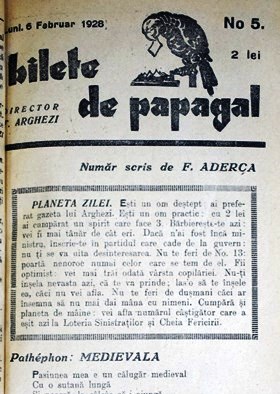 Luni. 6 Februar 1928
No 5.
2 lei
bilete
de papagal
DIRECTOR
T. ARGHEZI
Număr scris de F. ADERÇA
PLANETA ZILEI. Ești un om deștept: ai prefe-
rat gazeta lui Arghezi. Ești un om practic: cu 2 lei
ai cumpărat un spirit care face 3. Bărbierește-te azi:
vei fi mai tânăr de cât eri. Dacă n'ai fost încă mi-
nistru, înscrie-te în partidul care cade de la guvern:
nu ți se va uita desinteresarea. Nu te feri de No. 13:
poartă nenoroc numai celor care se tem de el. Fii
optimist: vei mai trăi odată vârsta copilăriei. Nu-ți
înșela nevasta azi, că te va prinde; las'o să te înșele
ea, căci nu vei afla. Nu te feri de dușmani căci ar
însemna să nu mai dai mâna cu nimeni. Cumpără și
planeta de mâine: vei afla numărul câștigător care a
eșit azi la Loteria Sinistraților și Cheia Fericirii.
Pathéphon: MEDIEVALA
Pasiunea mea e un călugăr medieval
Cu o sutană lungă